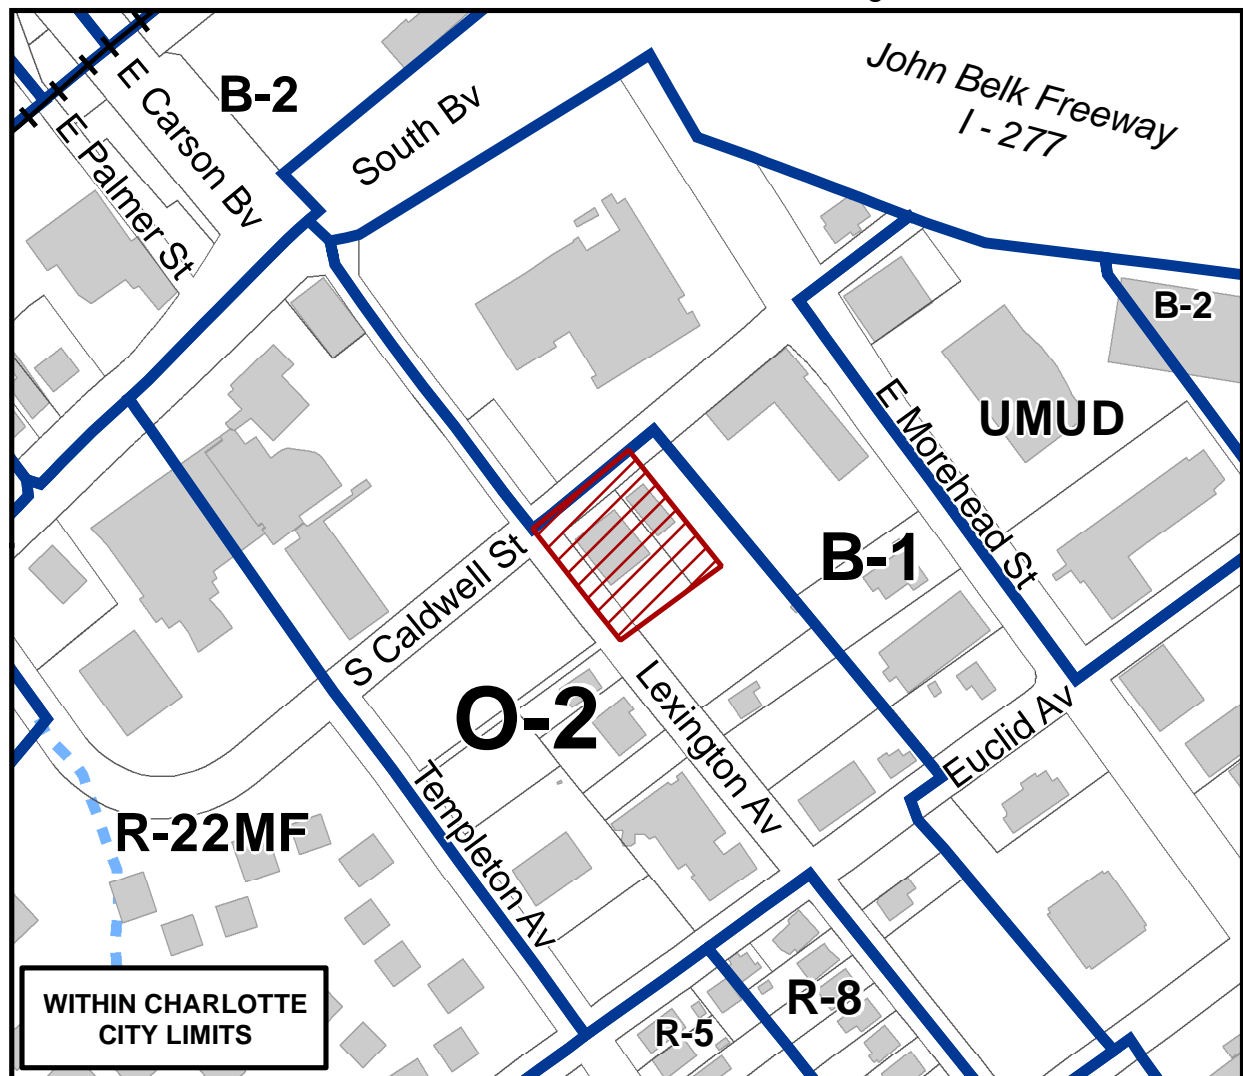 John Belk Freeway
I - 277
B-2
E Carson Bv
South Bv
E Palmer St
B-2
E Morehead St
UMUD
B-1
S Caldwell St
O-2
Lexington Av
Euclid Av
Templeton Av
R-22MF
R-8
R-5
WITHIN CHARLOTTE
CITY LIMITS